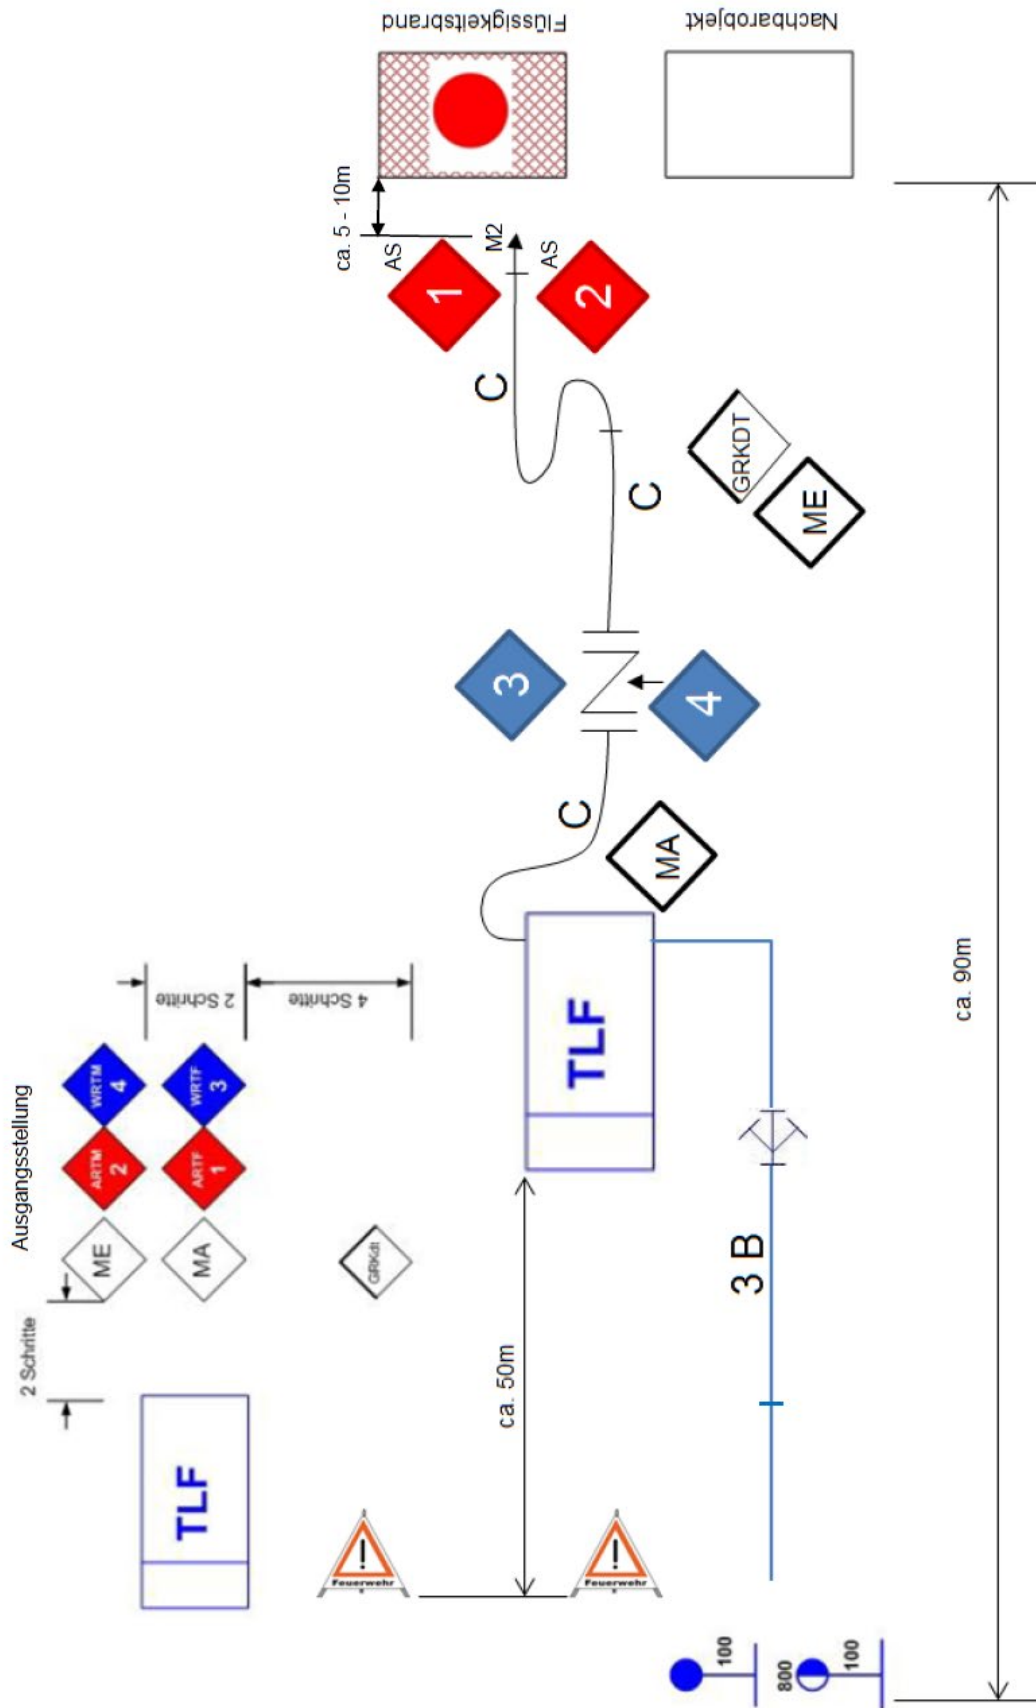 Ausgangsstellung
2 Schritte
TLF
ME
MA
GRKdt
ARTM
2
ARTF
1
WRTM
4
WRTF
3
2 Schritte
4 Schritte
Feuerwehr
Feuerwehr
ca. 50m
TLF
3 B
100
800
100
MA
C
3
4
C
C
GRKDT
ME
1
AS
M2
2
AS
ca. 5 - 10m
Flüssigkeitsbrand
Nachbarobjekt
ca. 90m